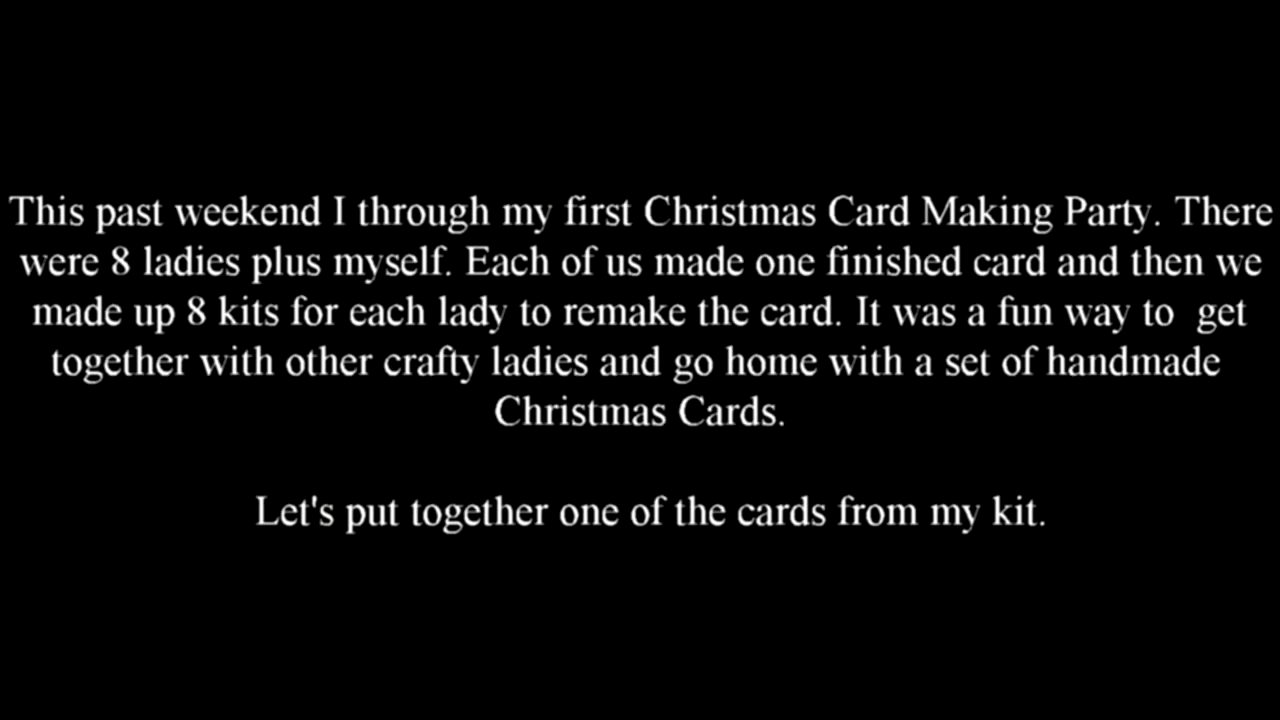 This past weekend I through my first Christmas Card Making Party. There
were 8 ladies plus myself. Each of us made one finished card and then we
made up 8 kits for each lady to remake the card. It was a fun way to  get
together with other crafty ladies and go home with a set of handmade
Christmas Cards.
Let's put together one of the cards from my kit.